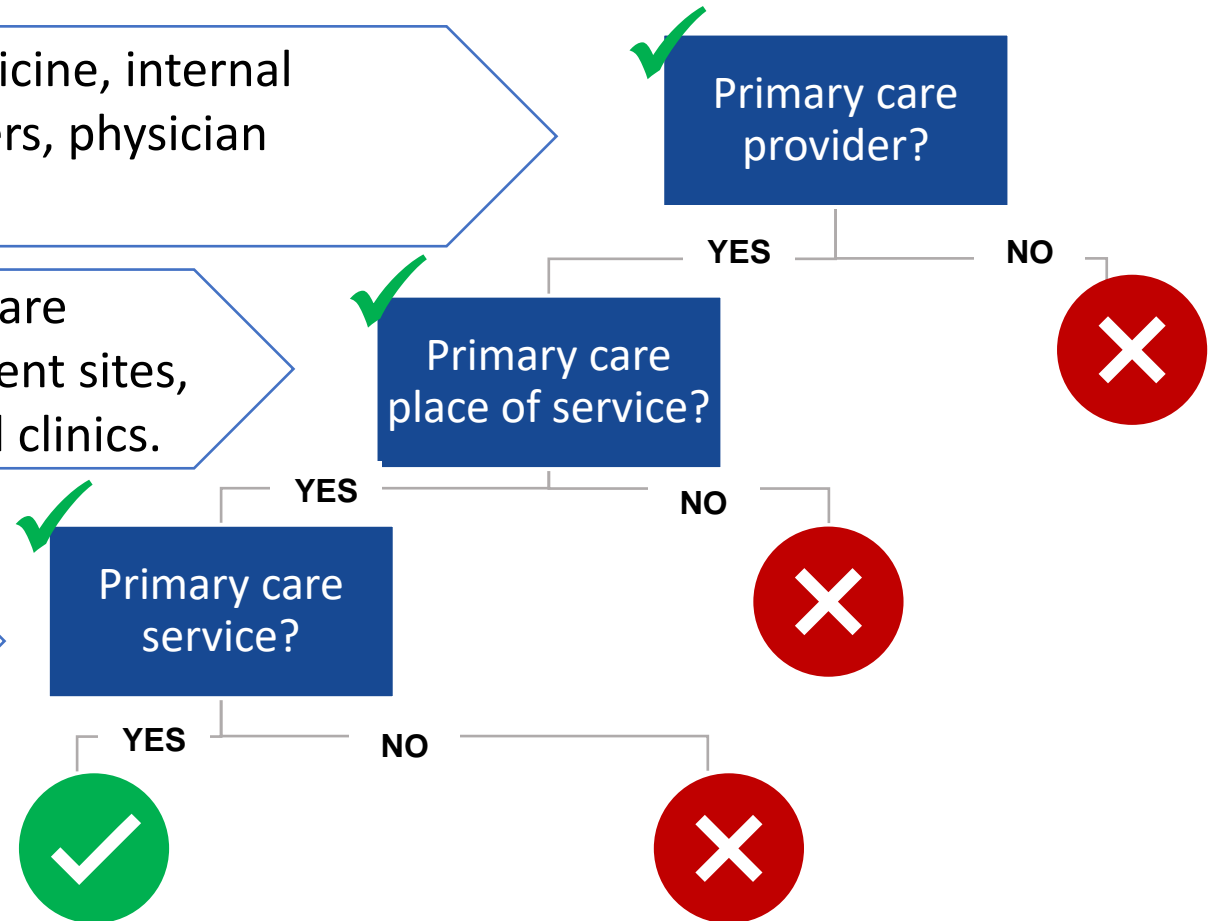 icine, internal
ers, physician
Primary care
provider?
YES
NO
are
ent sites,
l clinics.
Primary care
place of service?
YES
NO
Primary care
service?
YES
NO